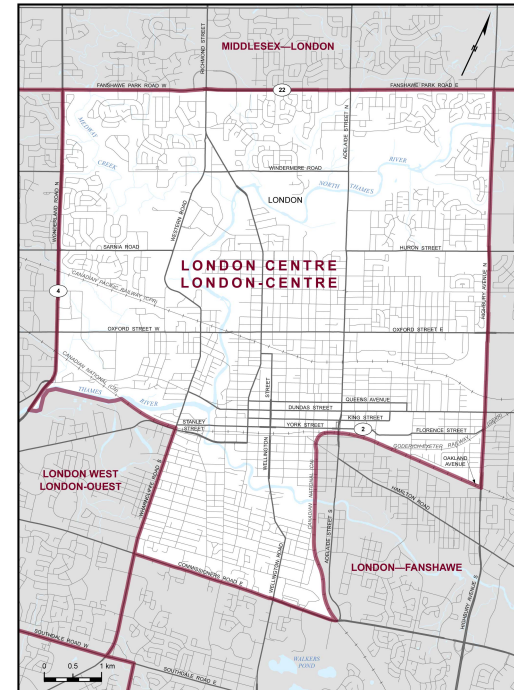 MIDDLESEX—LONDON
RICHMOND STREET
FANSHAWE PARK ROAD W
22
FANSHAWE PARK ROAD E
MEDWAY
CREEK
ADELAIDE STREET N
RIVER
WINDERMERE ROAD
NORTH THAMES
WONDERLAND ROAD N
LONDON
WESTERN ROAD
SARNIA ROAD
HURON STREET
LONDON CENTRE
LONDON-CENTRE
CANADIAN PACIFIC RAILWAY (CPR)
HIGHBURY AVENUE N
4
OXFORD STREET W
OXFORD STREET E
CANADIAN NATIONAL (CN)
THAMES
RIVER
STREET
QUEENS AVENUE
DUNDAS STREET
KING STREET
STANLEY
STREET
YORK STREET
2
FLORENCE STREET
GODERICH-EXETER RAILWAY
OAKLAND
AVENUE
WELLINGTON
LONDON WEST
LONDON-OUEST
WHARNCLIFFE ROAD S
CANADIAN NATIONAL (CN)
HAMILTON ROAD
ADELAIDE STREET S
LONDON—FANSHAWE
COMMISSIONERS ROAD E
WELLINGTON ROAD
HIGHBURY AVENUE S
SOUTHDALE ROAD W
WALKERS
POND
0 0.5 1 km
SOUTHDALE ROAD E